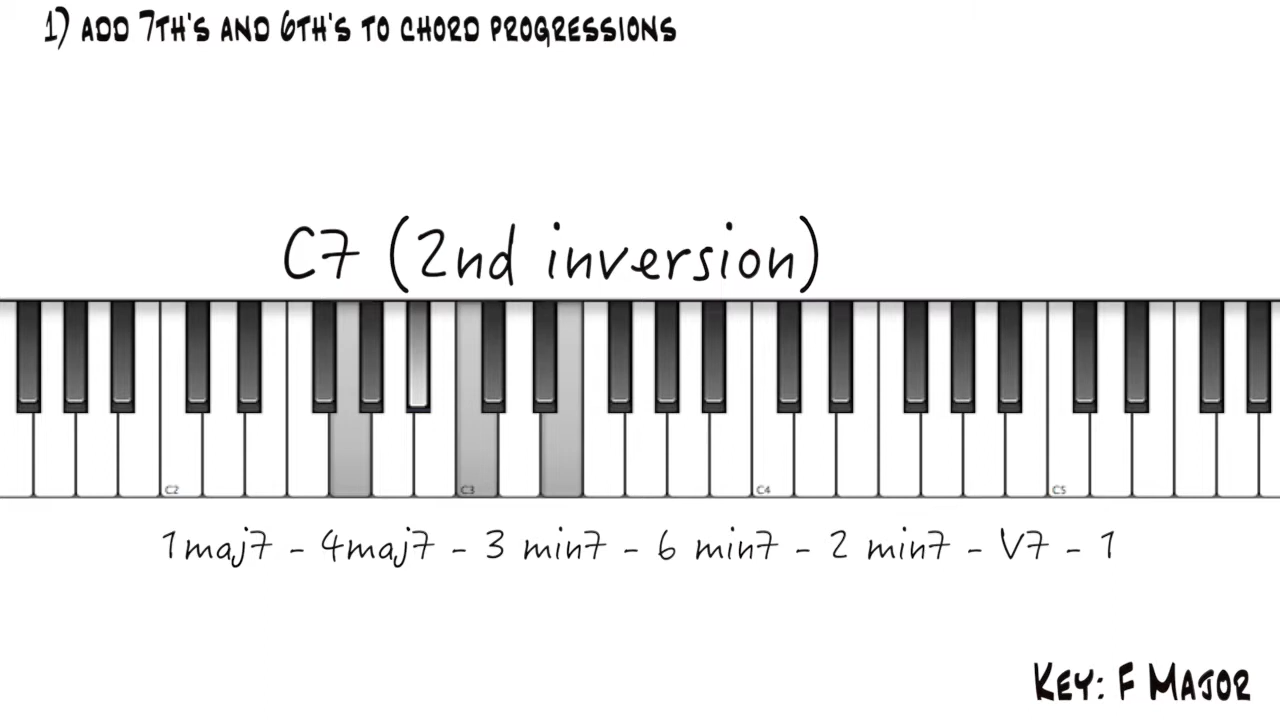 1) ADD 7TH'S AND 6TH'S TO CHORD PROGRESSIONS
C7 (2nd inversion)
C2 C3 C4 C5
1maj7 - 4maj7 - 3 min7 - 6 min7 - 2 min7 - V7 - 1
KEY: F MAJOR